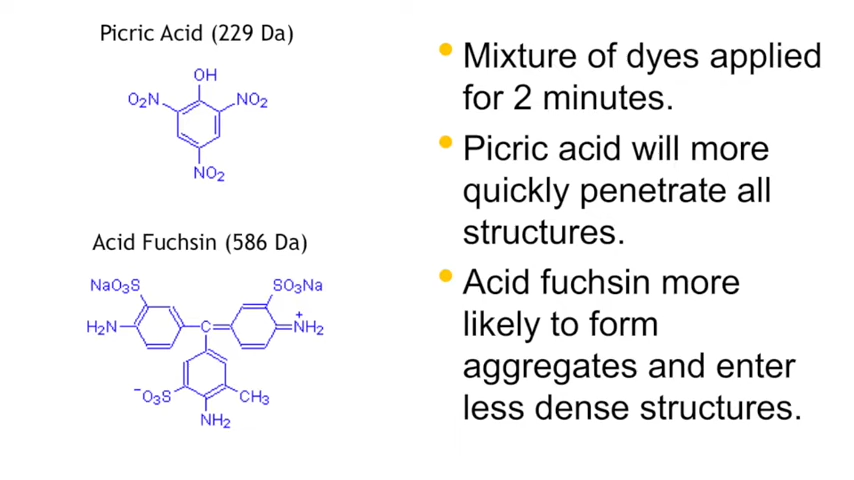 Picric Acid (229 Da)
OH
O2N
NO2
NO2
Acid Fuchsin (586 Da)
NaO3S
SO3Na
H2N
C
+
NH2
−O3S
CH3
NH2
• Mixture of dyes applied
for 2 minutes.
• Picric acid will more
quickly penetrate all
structures.
• Acid fuchsin more
likely to form
aggregates and enter
less dense structures.